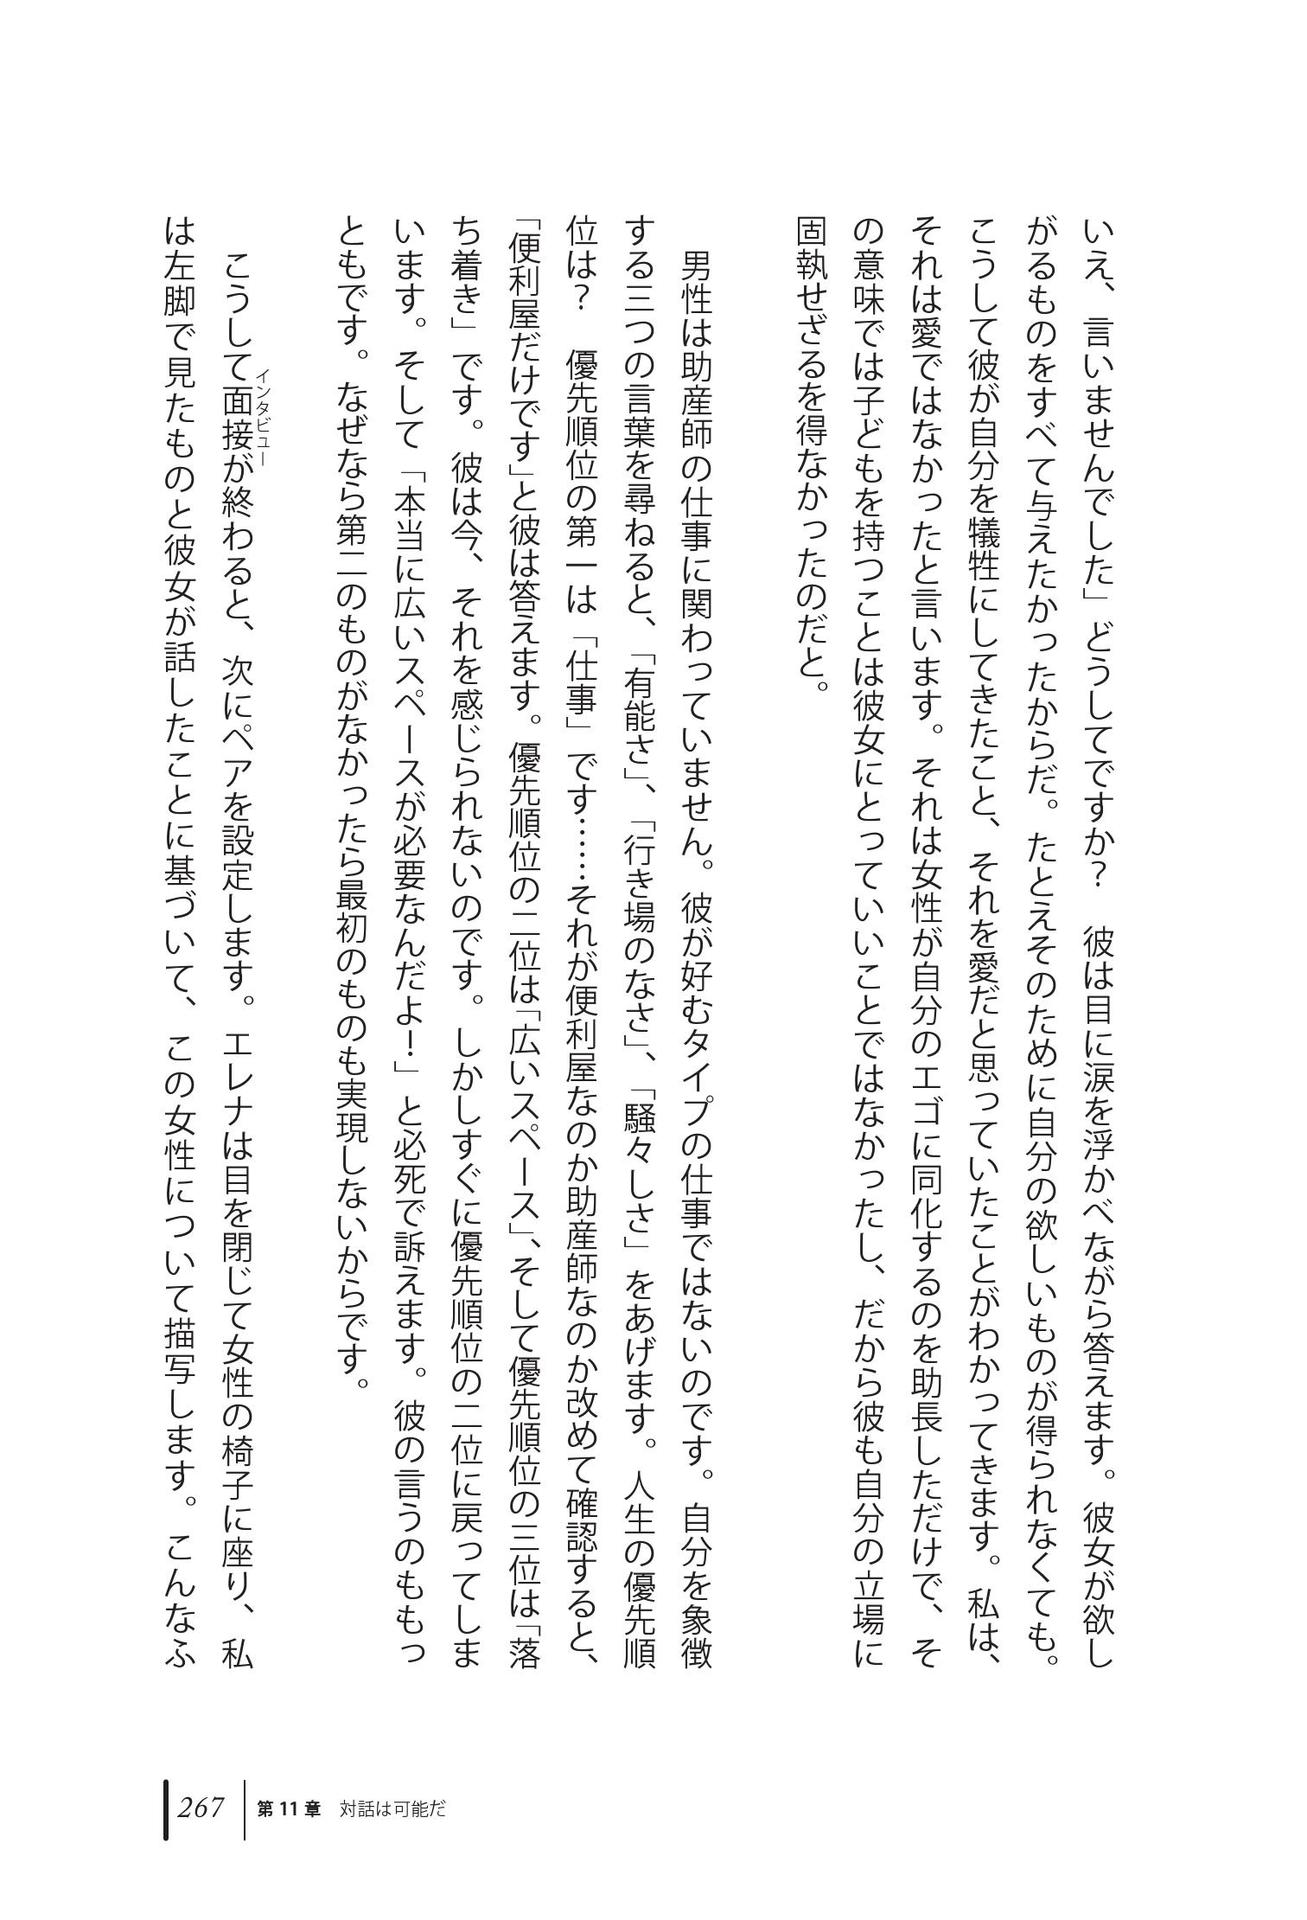 いえ、言いませんでした」どうしてですか?　彼は目に涙を浮かべながら答えます。彼女が欲し
がるものをすべて与えたかったからだ。たとえそのために自分の欲しいものが得られなくても。
こうして彼が自分を犠牲にしてきたこと、それを愛だと思っていたことがわかってきます。私は、
それは愛ではなかったと言います。それは女性が自分のエゴに同化するのを助長しただけで、そ
の意味では子どもを持つことは彼女にとっていいことではなかったし、だから彼も自分の立場に
固執せざるを得なかったのだと。
男性は助産師の仕事に関わっていません。彼が好むタイプの仕事ではないのです。自分を象徴
する三つの言葉を尋ねると、「有能さ」、「行き場のなさ」、「騒々しさ」をあげます。人生の優先順
位は?　優先順位の第一は「仕事」です……それが便利屋なのか助産師なのか改めて確認すると、
「便利屋だけです」と彼は答えます。優先順位の二位は「広いスペース」、そして優先順位の三位は「落
ち着き」です。彼は今、それを感じられないのです。しかしすぐに優先順位の二位に戻ってしま
います。そして「本当に広いスペースが必要なんだよ!」と必死で訴えます。彼の言うのももっ
ともです。なぜなら第二のものがなかったら最初のものも実現しないからです。
インタビュー
こうして面接が終わると、次にペアを設定します。エレナは目を閉じて女性の椅子に座り、私
は左脚で見たものと彼女が話したことに基づいて、この女性について描写します。こんなふ
267 第11章　対話は可能だ